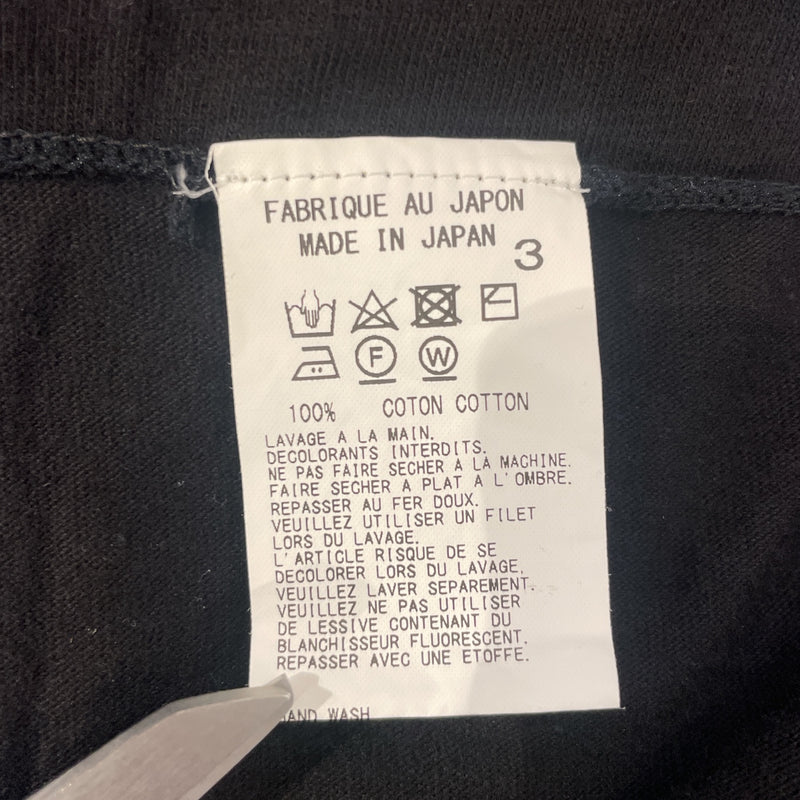 FABRIQUE AU JAPON
MADE IN JAPAN
3
F W
100% COTON COTTON
LAVAGE A LA MAIN.
DECOLORANTS INTERDITS.
NE PAS FAIRE SECHER A LA MACHINE.
FAIRE SECHER A PLAT A L'OMBRE.
REPASSER AU FER DOUX.
VEUILLEZ UTILISER UN FILET
LORS DU LAVAGE.
L'ARTICLE RISQUE DE SE
DECOLORER LORS DU LAVAGE,
VEUILLEZ LAVER SEPAREMENT.
VEUILLEZ NE PAS UTILISER
DE LESSIVE CONTENANT DU
BLANCHISSEUR FLUORESCENT.
REPASSER AVEC UNE ETOFFE.
HAND WASH